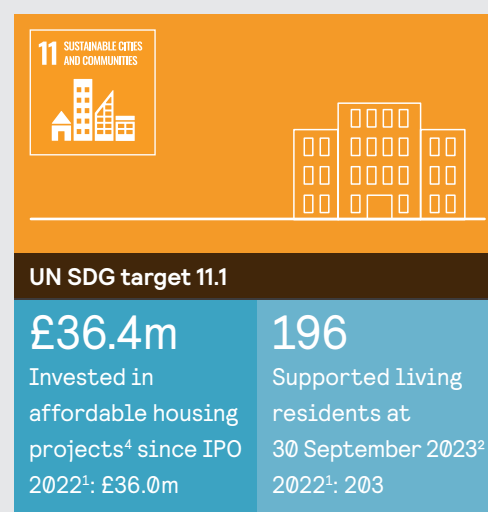 11 SUSTAINABLE CITIES
AND COMMUNITIES
UN SDG target 11.1
£36.4m
Invested in
affordable housing
projects⁴ since IPO
2022¹: £36.0m
196
Supported living
residents at
30 September 2023²
2022¹: 203